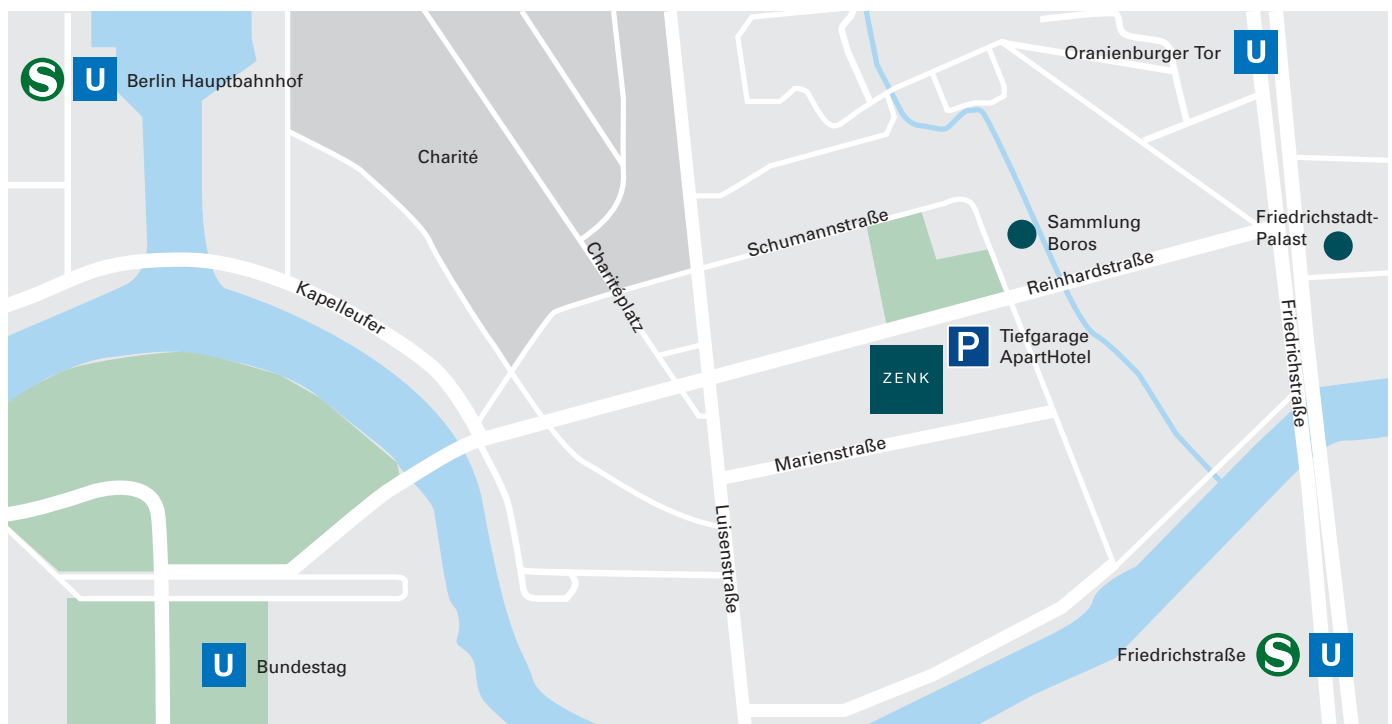 Oranienburger Tor U
S U Berlin Hauptbahnhof
Charité
Schumannstraße
Sammlung
Boros
Friedrichstadt-
Palast
Charitéplatz
Reinhardstraße
Kapelleufer
P Tiefgarage
ApartHotel
ZENK
Friedrichstraße
Marienstraße
Luisenstraße
U Bundestag
Friedrichstraße S U